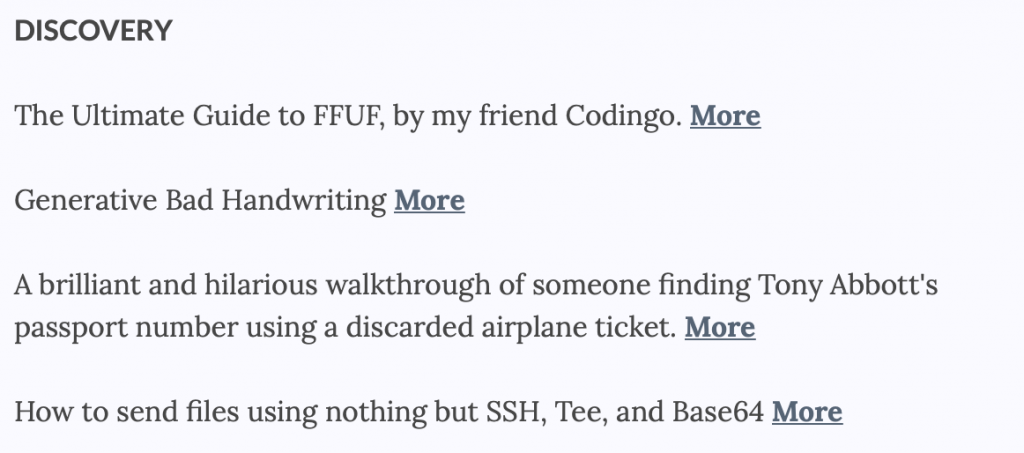 DISCOVERY
The Ultimate Guide to FFUF, by my friend Codingo. More
Generative Bad Handwriting More
A brilliant and hilarious walkthrough of someone finding Tony Abbott's
passport number using a discarded airplane ticket. More
How to send files using nothing but SSH, Tee, and Base64 More